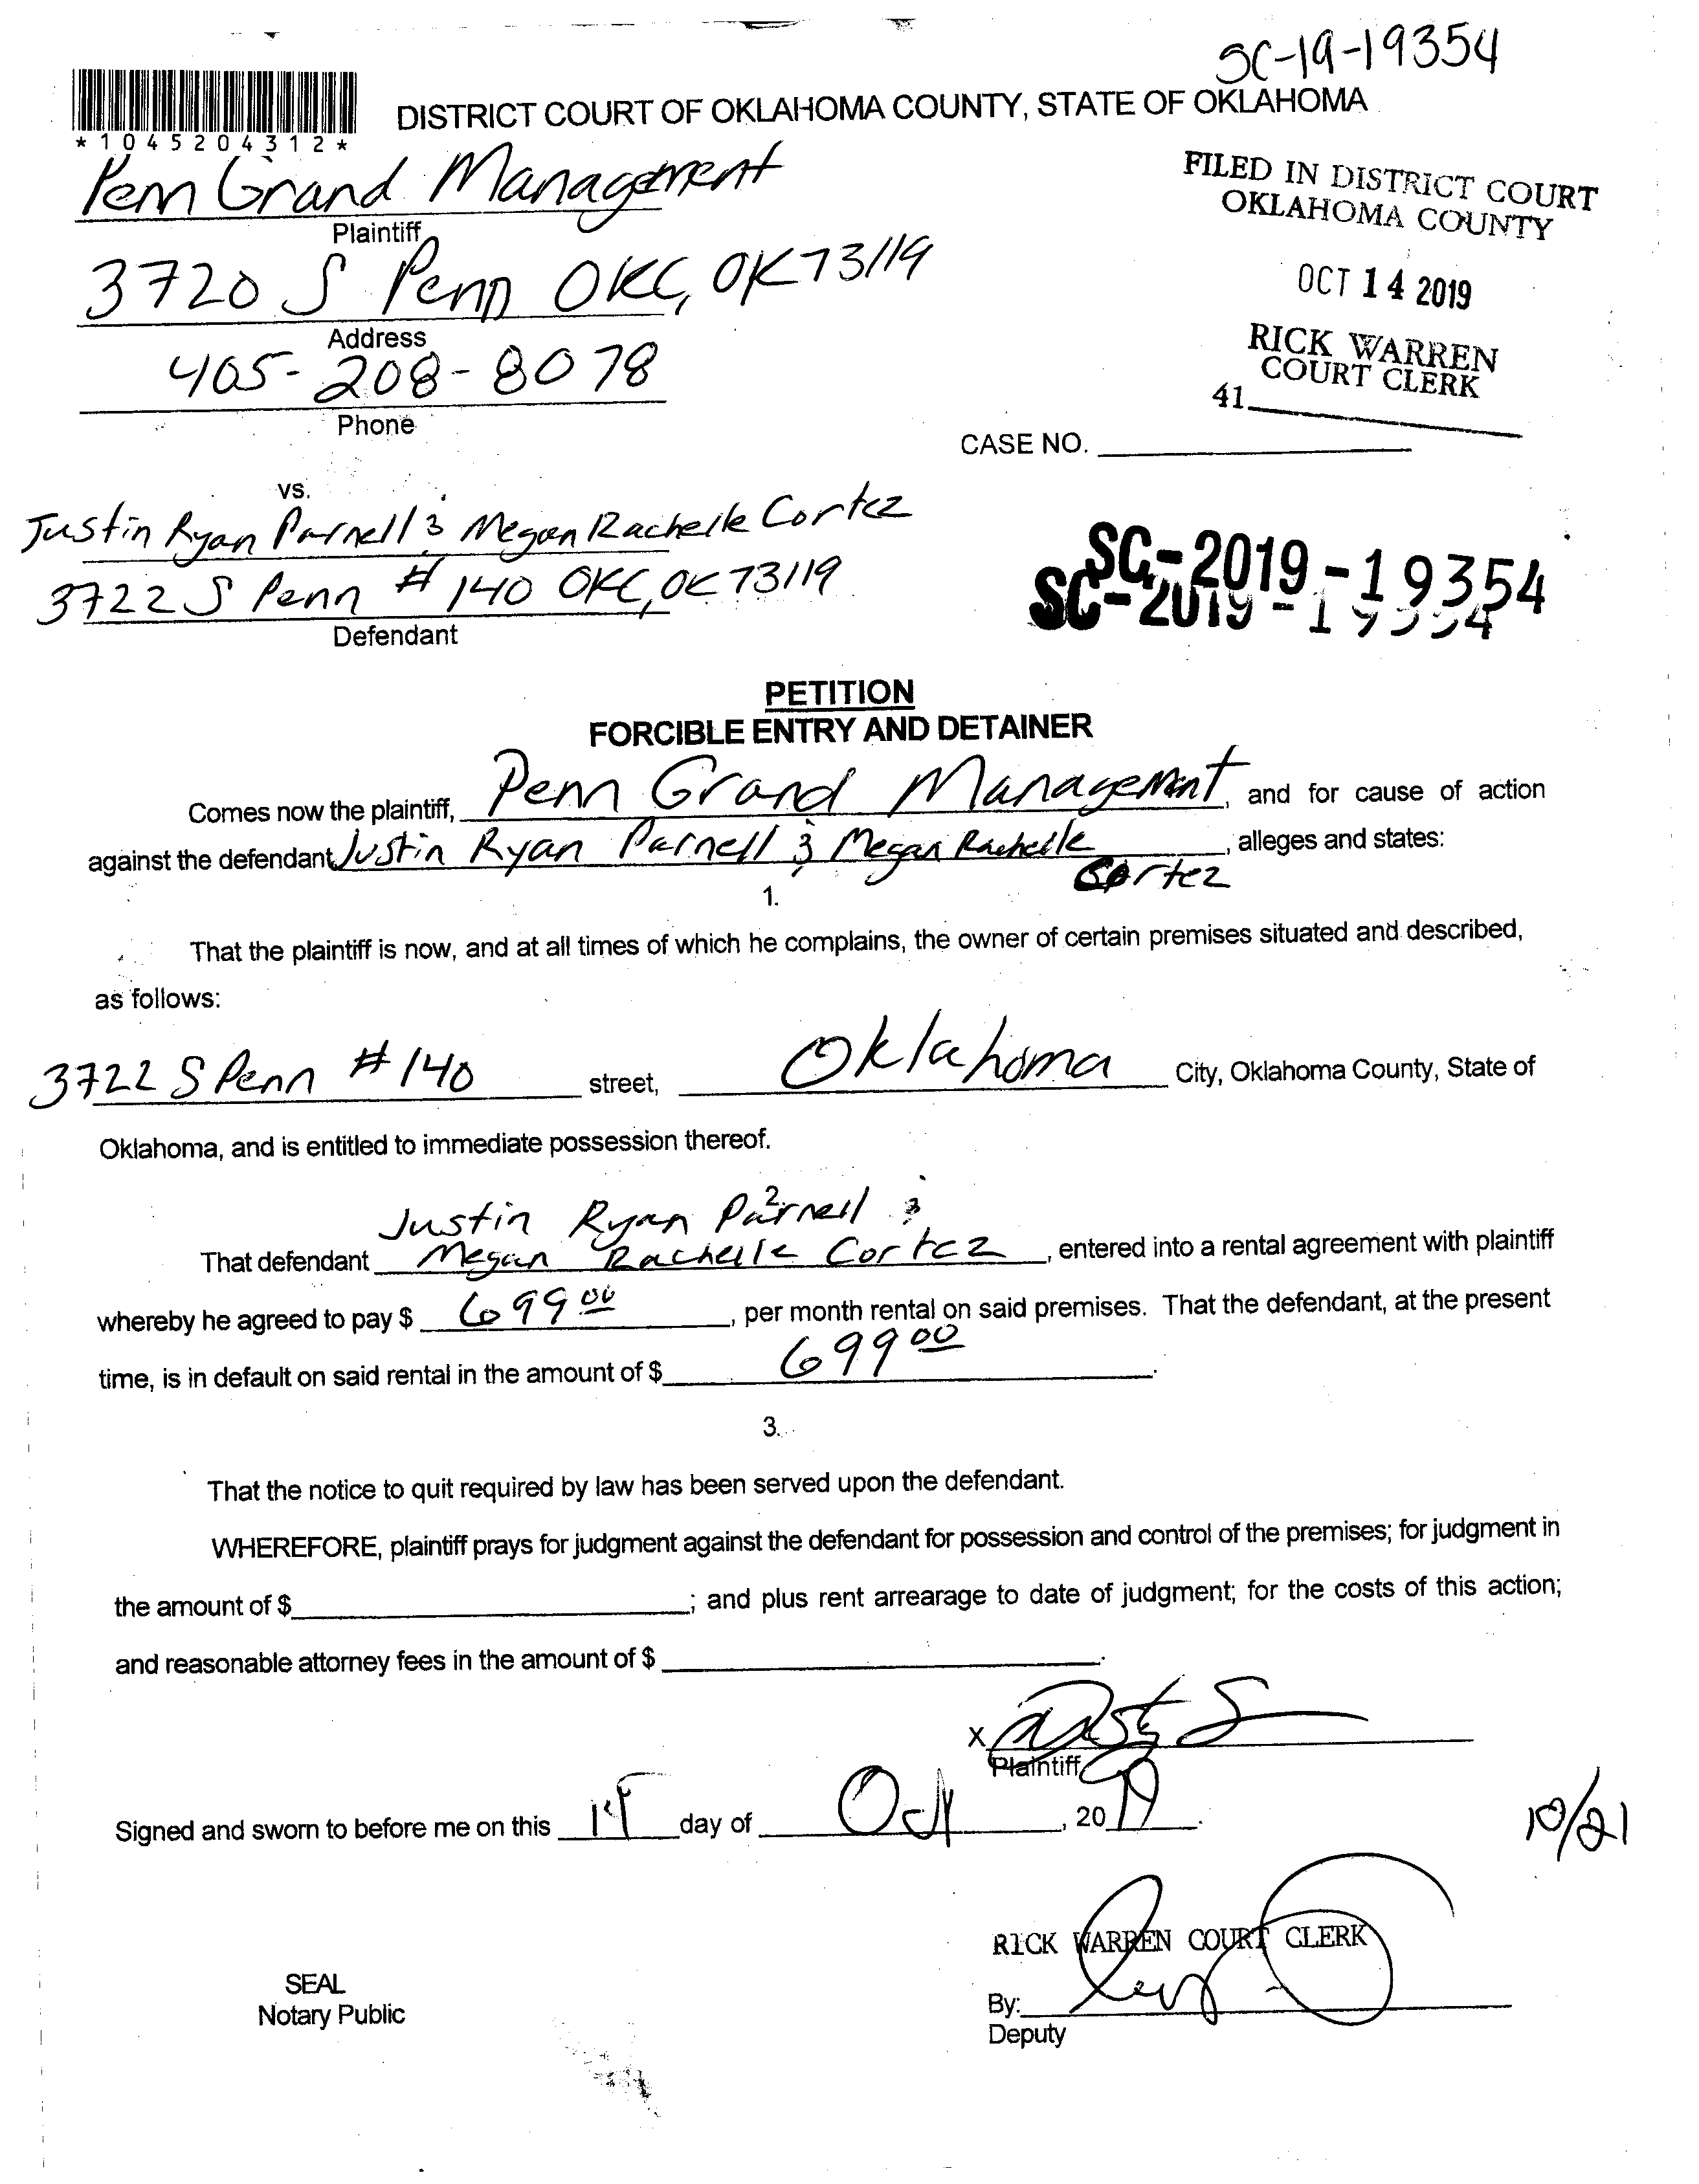 SC-19-19354
DISTRICT COURT OF OKLAHOMA COUNTY, STATE OF OKLAHOMA
*1045204312*
Penn Grand Management
Plaintiff
3720 S Penn OKC, OK 73119
Address
405-208-8078
Phone
FILED IN DISTRICT COURT
OKLAHOMA COUNTY
OCT 14 2019
RICK WARREN
COURT CLERK
41
CASE NO.
vs.
Justin Ryan Parnell & Megan Rachelle Cortez
3722 S Penn # 140 OKC, OK 73119
Defendant
SC-2019-19354
SC-2019-19354
PETITION
FORCIBLE ENTRY AND DETAINER
Comes now the plaintiff, Penn Grand Management, and for cause of action
against the defendant Justin Ryan Parnell & Megan Rachelle Cortez, alleges and states:
1.
That the plaintiff is now, and at all times of which he complains, the owner of certain premises situated and described,
as follows:
3722 S Penn # 140 street, Oklahoma City, Oklahoma County, State of
Oklahoma, and is entitled to immediate possession thereof.
2.
Justin Ryan Parnell &
That defendant Megan Rachelle Cortez, entered into a rental agreement with plaintiff
whereby he agreed to pay $ 699 00, per month rental on said premises. That the defendant, at the present
time, is in default on said rental in the amount of $ 699 00.
3.
That the notice to quit required by law has been served upon the defendant.
WHEREFORE, plaintiff prays for judgment against the defendant for possession and control of the premises; for judgment in
the amount of $ ; and plus rent arrearage to date of judgment; for the costs of this action;
and reasonable attorney fees in the amount of $ .
X
Plaintiff
Signed and sworn to before me on this 14 day of Oct, 2019.
10/21
RICK WARREN COURT CLERK
SEAL
Notary Public
By:
Deputy